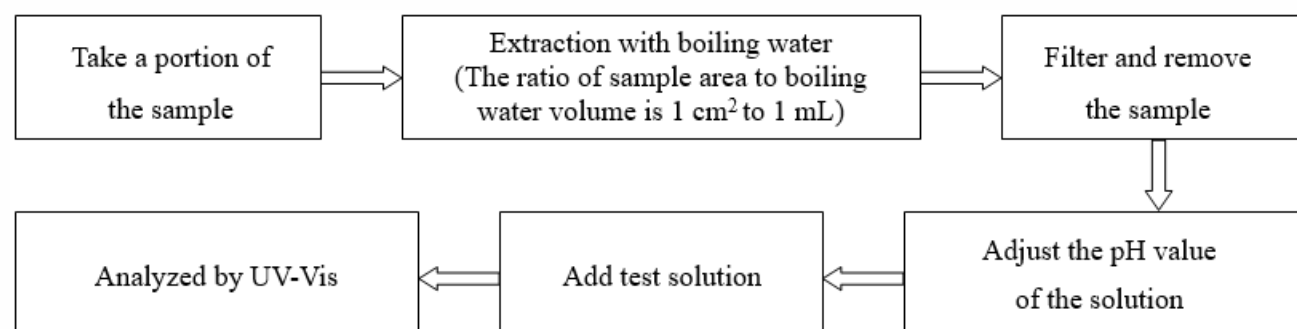 Take a portion of
the sample
Extraction with boiling water
(The ratio of sample area to boiling
water volume is 1 cm² to 1 mL)
Filter and remove
the sample
Adjust the pH value
of the solution
Add test solution
Analyzed by UV-Vis